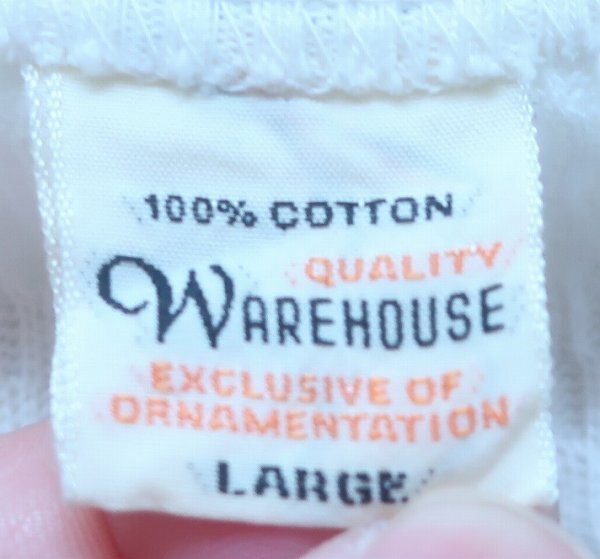 100% COTTON
QUALITY
WAREHOUSE
EXCLUSIVE OF
ORNAMENTATION
LARGE